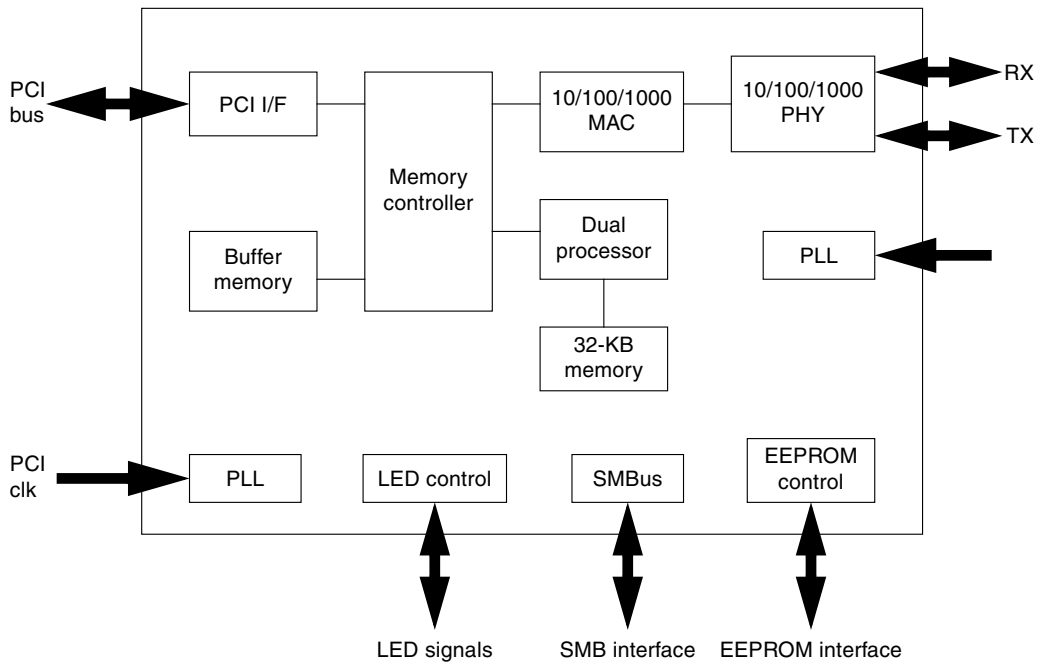 PCI
bus
PCI I/F
Memory
controller
10/100/1000
MAC
10/100/1000
PHY
RX
TX
Buffer
memory
Dual
processor
PLL
32-KB
memory
PCI
clk
PLL
LED control
SMBus
EEPROM
control
LED signals
SMB interface
EEPROM interface